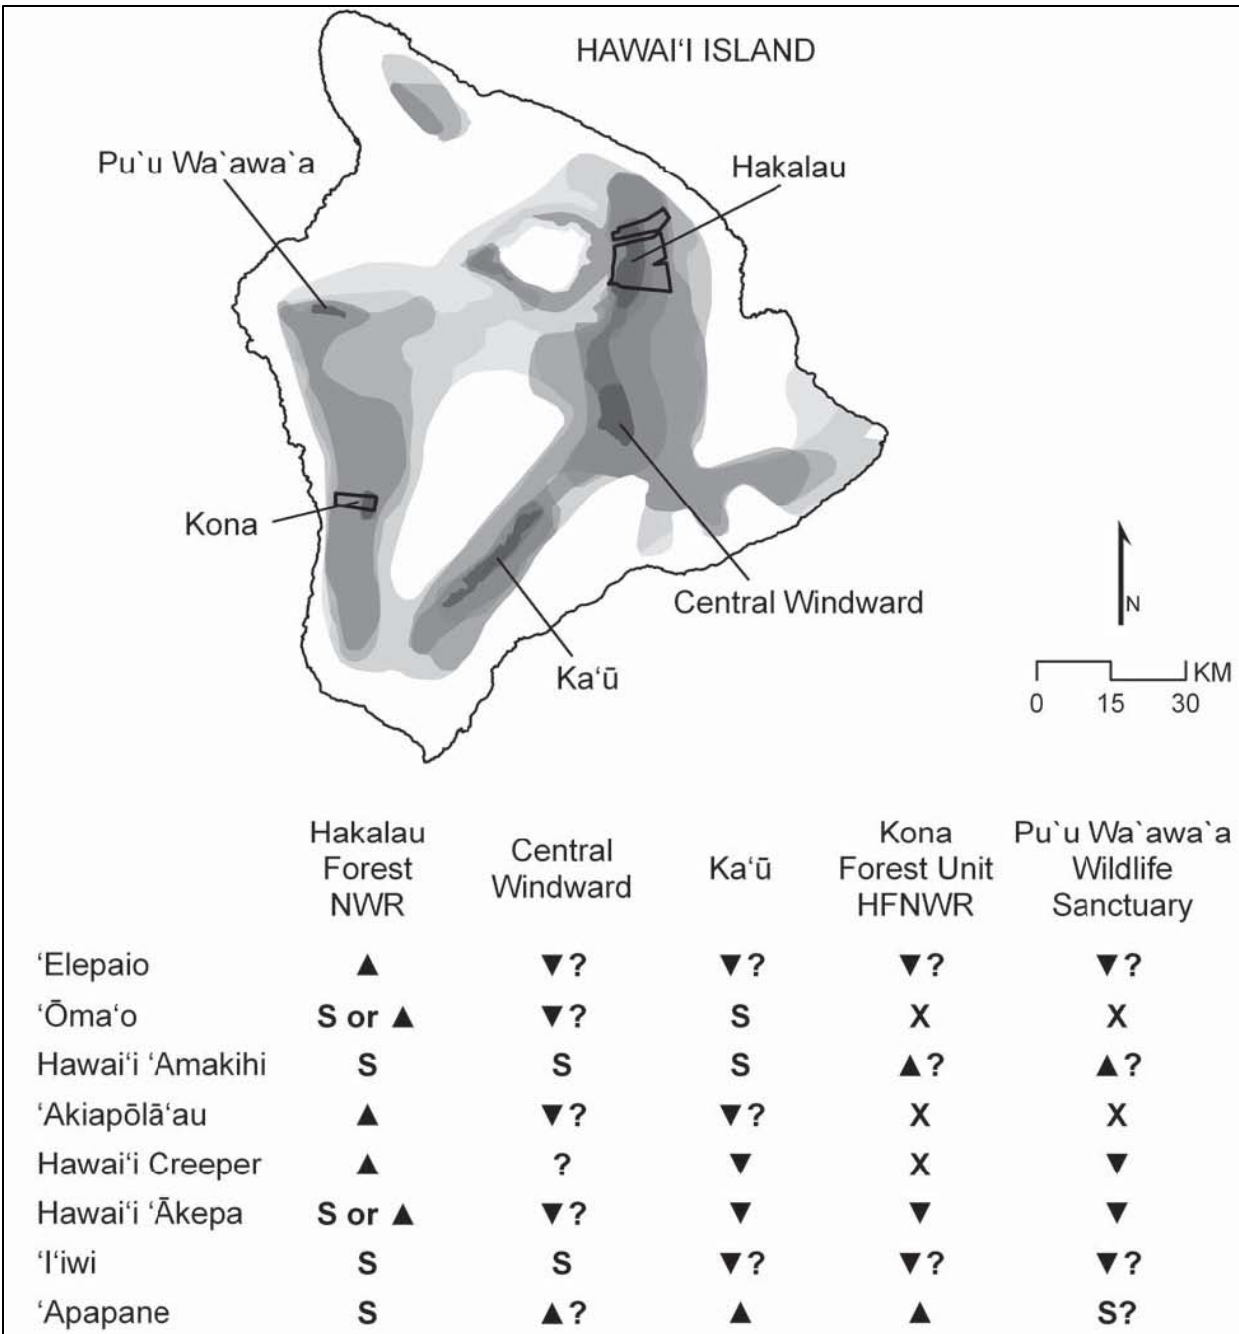 HAWAI‘I ISLAND
Pu`u Wa`awa`a
Hakalau
Kona
Central Windward
Ka‘ū
N
KM
0 15 30
Hakalau Forest NWR
Central Windward
Ka‘ū
Kona Forest Unit HFNWR
Pu`u Wa`awa`a Wildlife Sanctuary
‘Elepaio ▲ ▼? ▼? ▼? ▼?
‘Ōma‘o S or ▲ ▼? S X X
Hawai‘i ‘Amakihi S S S ▲? ▲?
‘Akiapōlā‘au ▲ ▼? ▼? X X
Hawai‘i Creeper ▲ ? ▼ X ▼
Hawai‘i ‘Ākepa S or ▲ ▼? ▼ ▼ ▼
‘I‘iwi S S ▼? ▼? ▼?
‘Apapane S ▲? ▲ ▲ S?